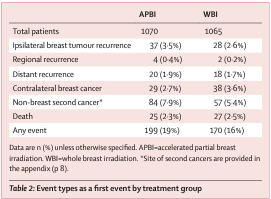 APBI WBI
Total patients 1070 1065
Ipsilateral breast tumour recurrence 37 (3·5%) 28 (2·6%)
Regional recurrence 4 (0·4%) 2 (0·2%)
Distant recurrence 20 (1·9%) 18 (1·7%)
Contralateral breast cancer 29 (2·7%) 38 (3·6%)
Non-breast second cancer* 84 (7·9%) 57 (5·4%)
Death 25 (2·3%) 27 (2·5%)
Any event 199 (19%) 170 (16%)
Data are n (%) unless otherwise specified. APBI=accelerated partial breast
irradiation. WBI=whole breast irradiation. *Site of second cancers are provided in
the appendix (p 8).
Table 2: Event types as a first event by treatment group